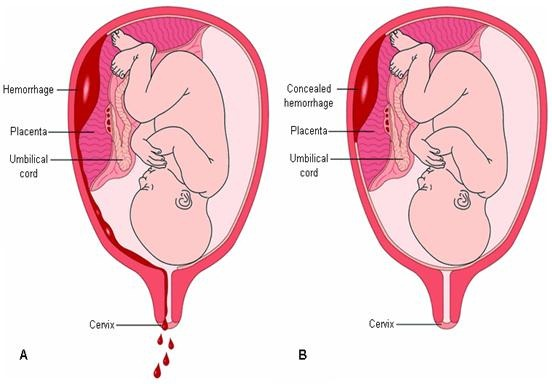 Hemorrhage
Placenta
Umbilical
cord
Cervix
A
Concealed
hemorrhage
Placenta
Umbilical
cord
Cervix
B